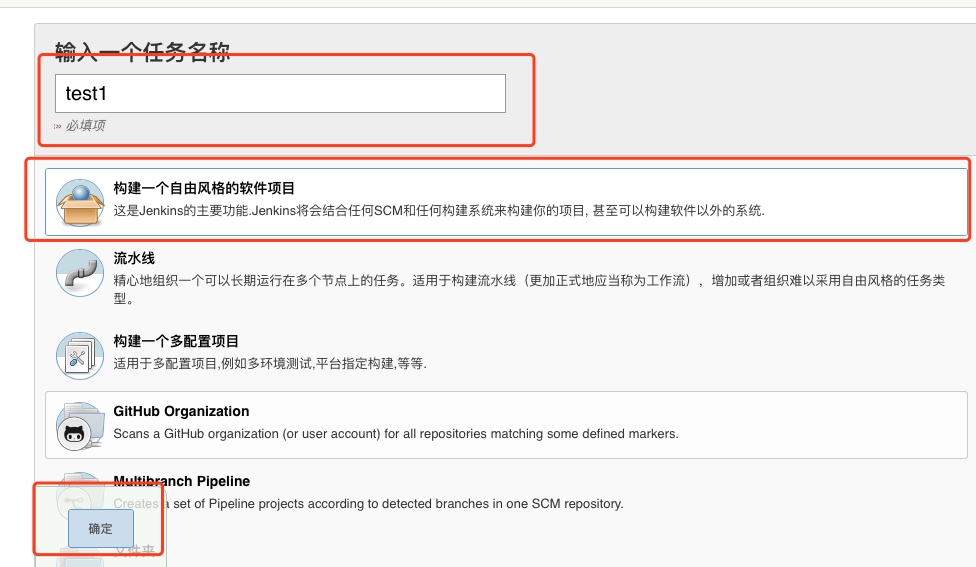 输入一个任务名称
test1
» 必填项
构建一个自由风格的软件项目
这是Jenkins的主要功能.Jenkins将会结合任何SCM和任何构建系统来构建你的项目, 甚至可以构建软件以外的系统.
流水线
精心地组织一个可以长期运行在多个节点上的任务。适用于构建流水线（更加正式地应当称为工作流），增加或者组织难以采用自由风格的任务类
型。
构建一个多配置项目
适用于多配置项目,例如多环境测试,平台指定构建,等等.
GitHub Organization
Scans a GitHub organization (or user account) for all repositories matching some defined markers.
Multibranch Pipeline
Creates a set of Pipeline projects according to detected branches in one SCM repository.
确定
文件夹